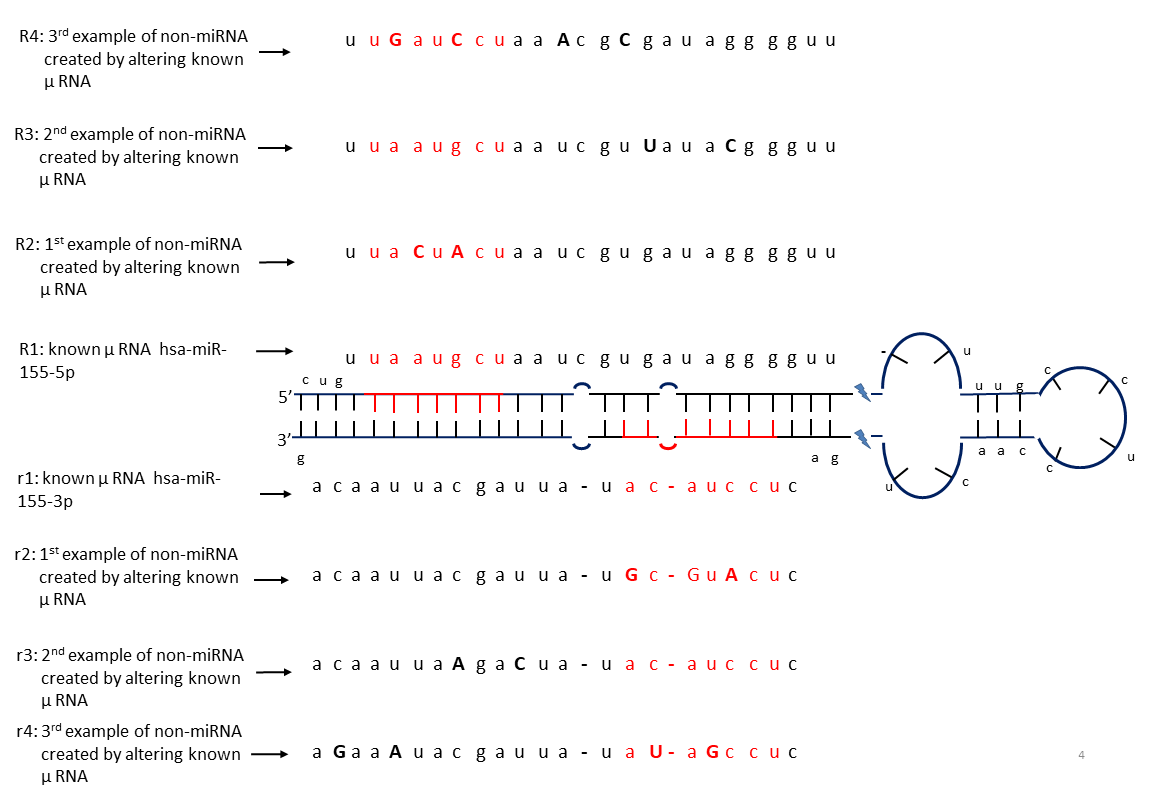 R4: 3rd example of non-miRNA
created by altering known
µ RNA
u u G a u C c u a a A c g C g a u a g g g g u u
R3: 2nd example of non-miRNA
created by altering known
µ RNA
u u a a u g c u a a u c g u U a u a C g g g u u
R2: 1st example of non-miRNA
created by altering known
µ RNA
u u a C u A c u a a u c g u g a u a g g g g u u
R1: known µ RNA hsa-miR-
155-5p
u u a a u g c u a a u c g u g a u a g g g g u u
c u g
5’
3’
g
a g
- u
u c
u u g
a a c
c c
c u
r1: known µ RNA hsa-miR-
155-3p
a c a a u u a c g a u u a - u a c - a u c c u c
r2: 1st example of non-miRNA
created by altering known
µ RNA
a c a a u u a c g a u u a - u G c - G u A c u c
r3: 2nd example of non-miRNA
created by altering known
µ RNA
a c a a u u a A g a C u a - u a c - a u c c u c
r4: 3rd example of non-miRNA
created by altering known
µ RNA
a G a a A u a c g a u u a - u a U - a G c c u c
4